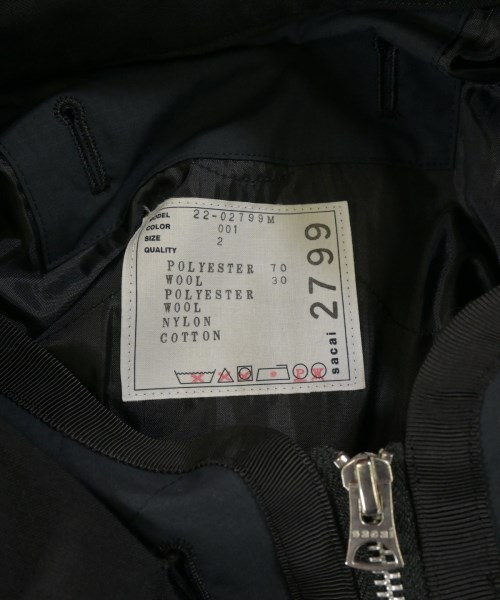 MODEL 22-02799M
COLOR 001
SIZE 2
QUALITY
POLYESTER 70
WOOL 30
POLYESTER
WOOL
NYLON
COTTON
P W
sacai 2799